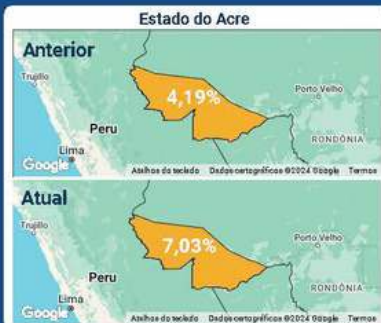 Estado do Acre
Anterior
Trujillo
4,19%
Porto Velho
Peru
RONDÔNIA
Lima
Google
Atalhos do teclado Dados cartográficos ©2024 Google Termos
Atual
Trujillo
7,03%
Porto Velho
Peru
RONDÔNIA
Lima
Google
Atalhos do teclado Dados cartográficos ©2024 Google Termos